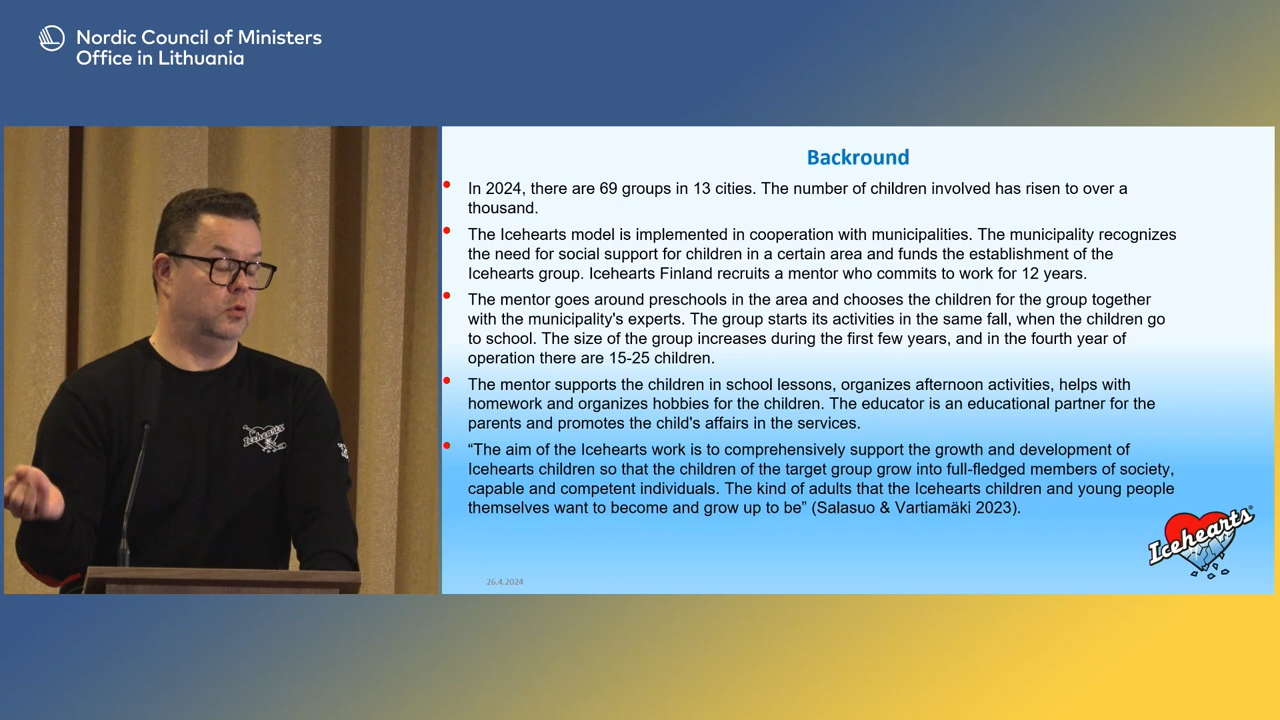 Nordic Council of Ministers
Office in Lithuania
Backround
In 2024, there are 69 groups in 13 cities. The number of children involved has risen to over a
thousand.
The Icehearts model is implemented in cooperation with municipalities. The municipality recognizes
the need for social support for children in a certain area and funds the establishment of the
Icehearts group. Icehearts Finland recruits a mentor who commits to work for 12 years.
The mentor goes around preschools in the area and chooses the children for the group together
with the municipality's experts. The group starts its activities in the same fall, when the children go
to school. The size of the group increases during the first few years, and in the fourth year of
operation there are 15-25 children.
The mentor supports the children in school lessons, organizes afternoon activities, helps with
homework and organizes hobbies for the children. The educator is an educational partner for the
parents and promotes the child's affairs in the services.
“The aim of the Icehearts work is to comprehensively support the growth and development of
Icehearts children so that the children of the target group grow into full-fledged members of society,
capable and competent individuals. The kind of adults that the Icehearts children and young people
themselves want to become and grow up to be” (Salasuo & Vartiamäki 2023).
Icehearts
26.4.2024
Icehearts